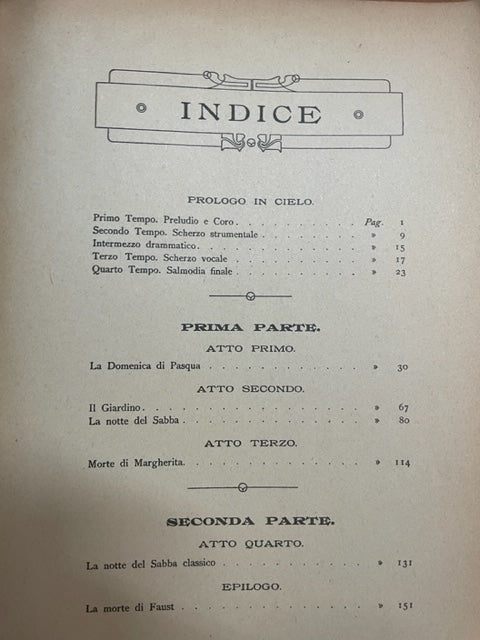 INDICE
PROLOGO IN CIELO.
Primo Tempo. Preludio e Coro. . . . . . . . . . Pag. 1
Secondo Tempo. Scherzo strumentale . . . . . . . . » 9
Intermezzo drammatico. . . . . . . . . . . . . » 15
Terzo Tempo. Scherzo vocale . . . . . . . . . . » 17
Quarto Tempo. Salmodia finale . . . . . . . . . . » 23
PRIMA PARTE.
ATTO PRIMO.
La Domenica di Pasqua . . . . . . . . . . . . » 30
ATTO SECONDO.
Il Giardino. . . . . . . . . . . . . . . . » 67
La notte del Sabba . . . . . . . . . . . . . » 80
ATTO TERZO.
Morte di Margherita. . . . . . . . . . . . . » 114
SECONDA PARTE.
ATTO QUARTO.
La notte del Sabba classico . . . . . . . . . . . » 131
EPILOGO.
La morte di Faust . . . . . . . . . . . . . . » 151